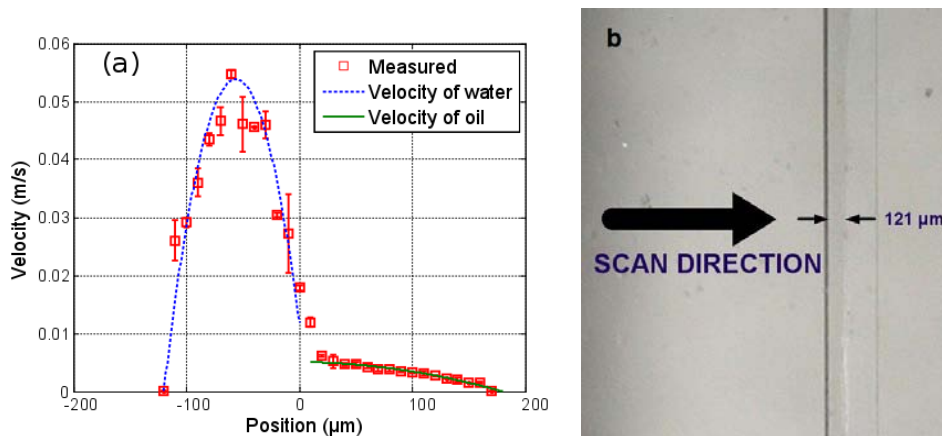 (a)
Measured
Velocity of water
Velocity of oil
Velocity (m/s)
0.06
0.05
0.04
0.03
0.02
0.01
0
-200
-100
0
100
200
Position (µm)
b
121 µm
SCAN DIRECTION